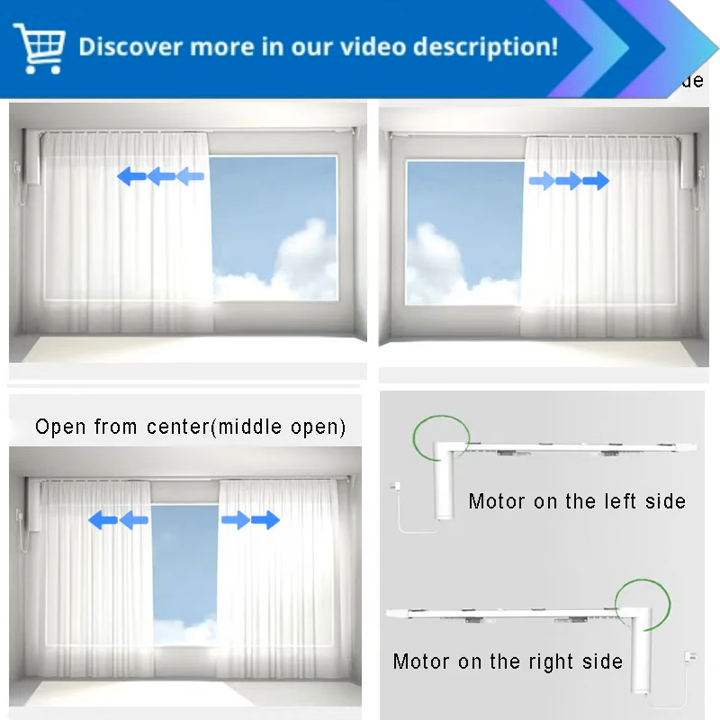 Discover more in our video description!
Open from center(middle open)
Motor on the left side
Motor on the right side